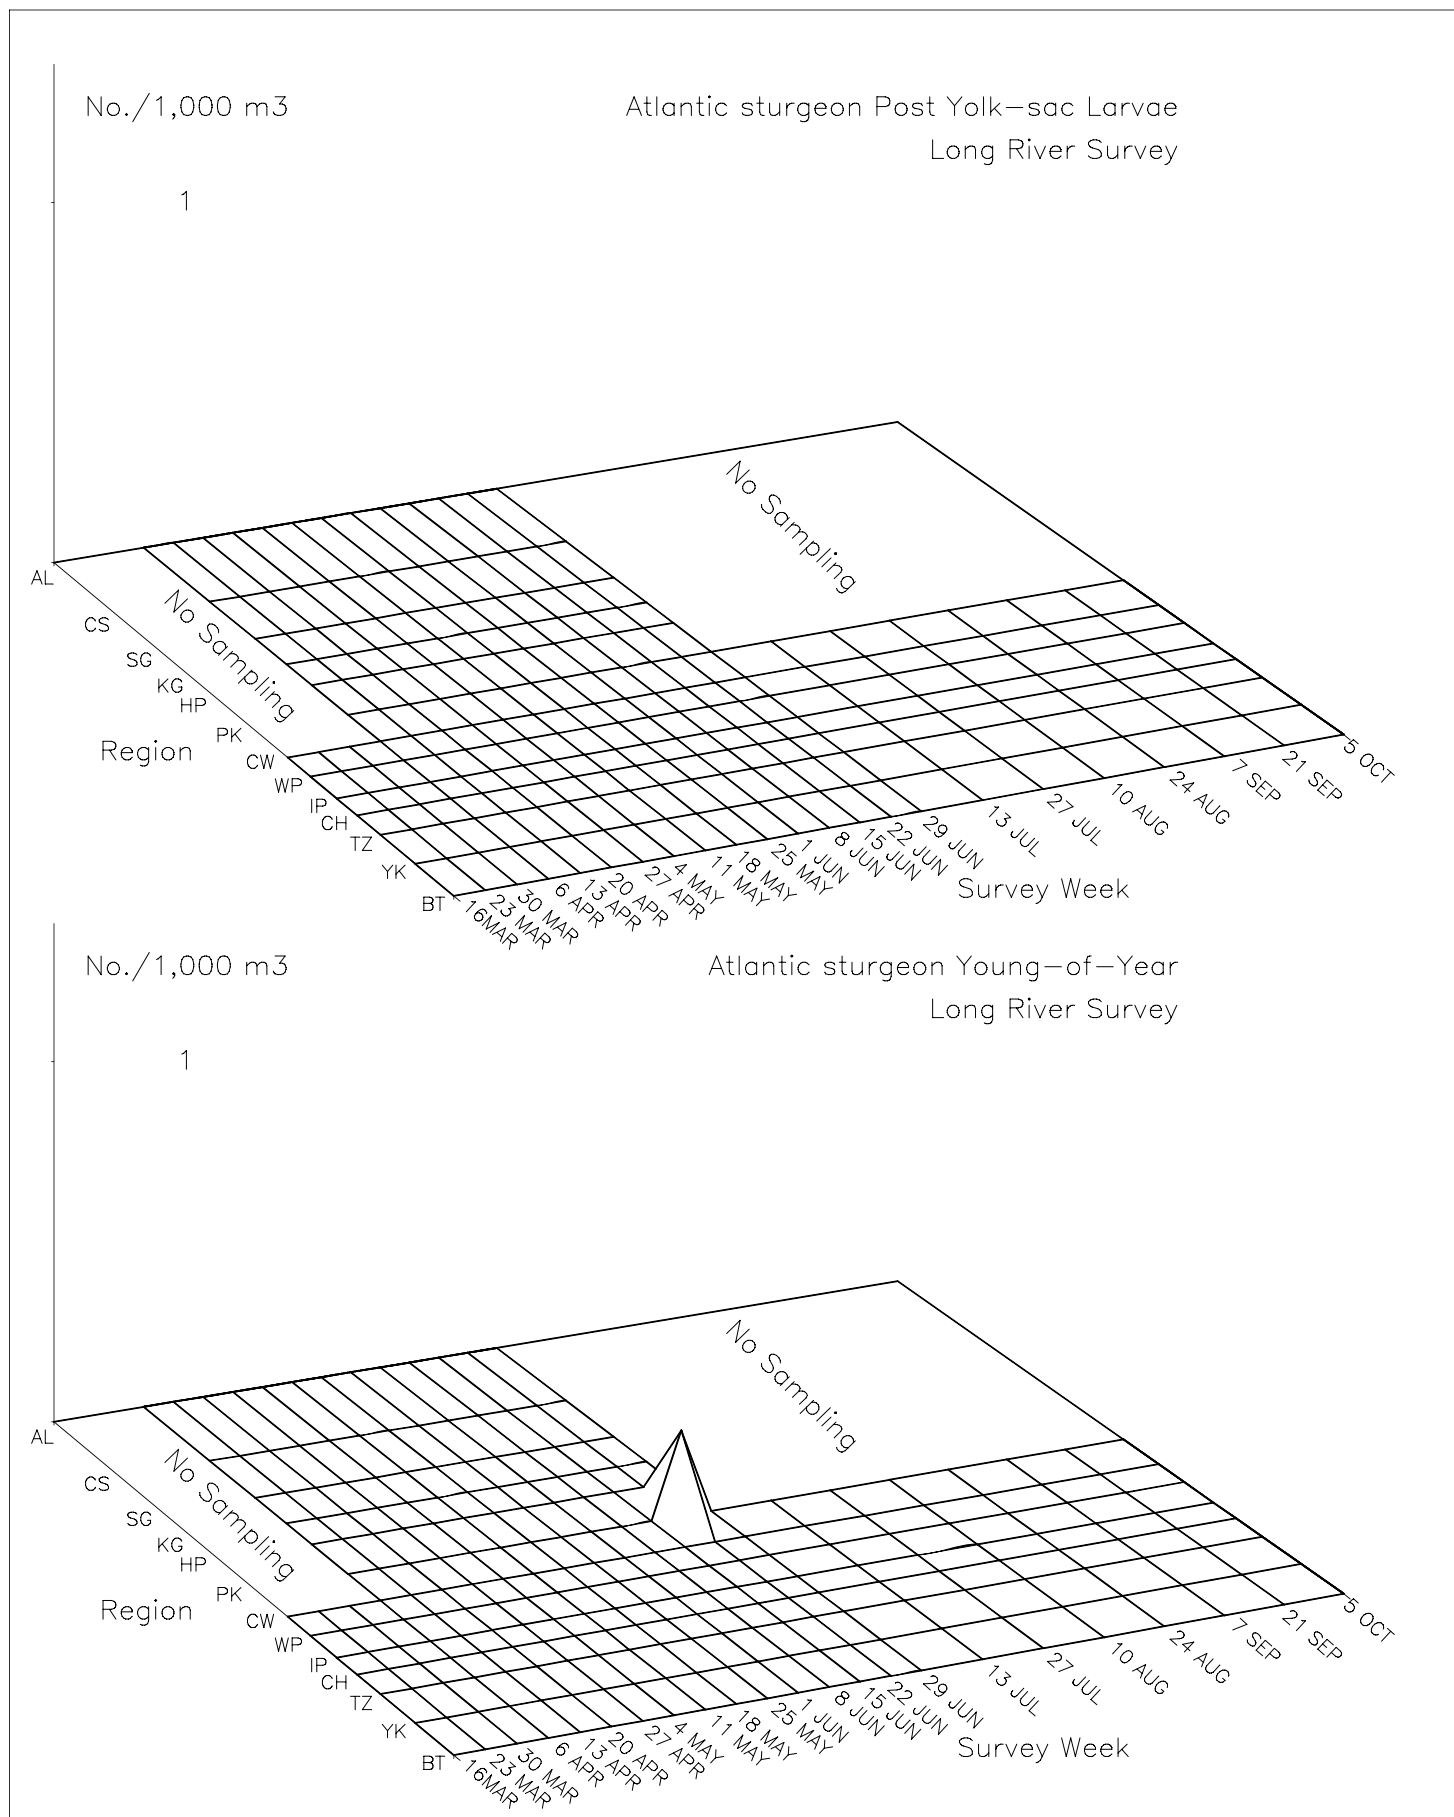 No./1,000 m3
Atlantic sturgeon Post Yolk-sac Larvae
Long River Survey
1
No Sampling
AL
No Sampling
CS
SG
KG
HP
PK
Region
CW
WP
IP
CH
TZ
YK
BT
16MAR
23 MAR
30 MAR
6 APR
13 APR
20 APR
27 APR
4 MAY
11 MAY
18 MAY
25 MAY
1 JUN
8 JUN
15 JUN
22 JUN
29 JUN
13 JUL
27 JUL
10 AUG
24 AUG
7 SEP
21 SEP
5 OCT
Survey Week
No./1,000 m3
Atlantic sturgeon Young-of-Year
Long River Survey
1
No Sampling
AL
No Sampling
CS
SG
KG
HP
PK
Region
CW
WP
IP
CH
TZ
YK
BT
16MAR
23 MAR
30 MAR
6 APR
13 APR
20 APR
27 APR
4 MAY
11 MAY
18 MAY
25 MAY
1 JUN
8 JUN
15 JUN
22 JUN
29 JUN
13 JUL
27 JUL
10 AUG
24 AUG
7 SEP
21 SEP
5 OCT
Survey Week